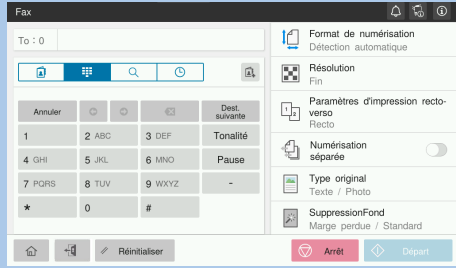 Fax
To : 0
Annuler
Dest. suivante
1
2 ABC
3 DEF
Tonalité
4 GHI
5 JKL
6 MNO
Pause
7 PQRS
8 TUV
9 WXYZ
-
*
0
#
Format de numérisation
Détection automatique
Résolution
Fin
Paramètres d'impression recto-
verso
Recto
Numérisation
séparée
Type original
Texte / Photo
SuppressionFond
Marge perdue / Standard
Réinitialiser
Arrêt
Départ